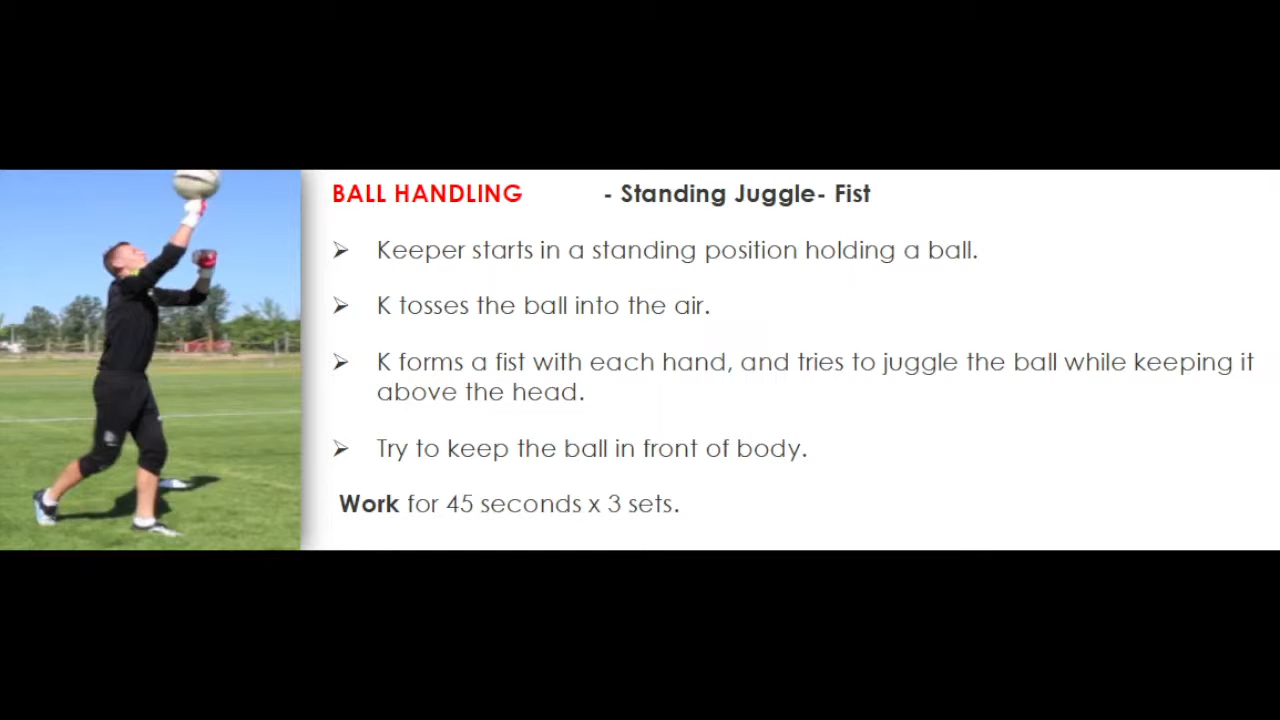 BALL HANDLING - Standing Juggle- Fist
➢ Keeper starts in a standing position holding a ball.
➢ K tosses the ball into the air.
➢ K forms a fist with each hand, and tries to juggle the ball while keeping it
above the head.
➢ Try to keep the ball in front of body.
Work for 45 seconds x 3 sets.